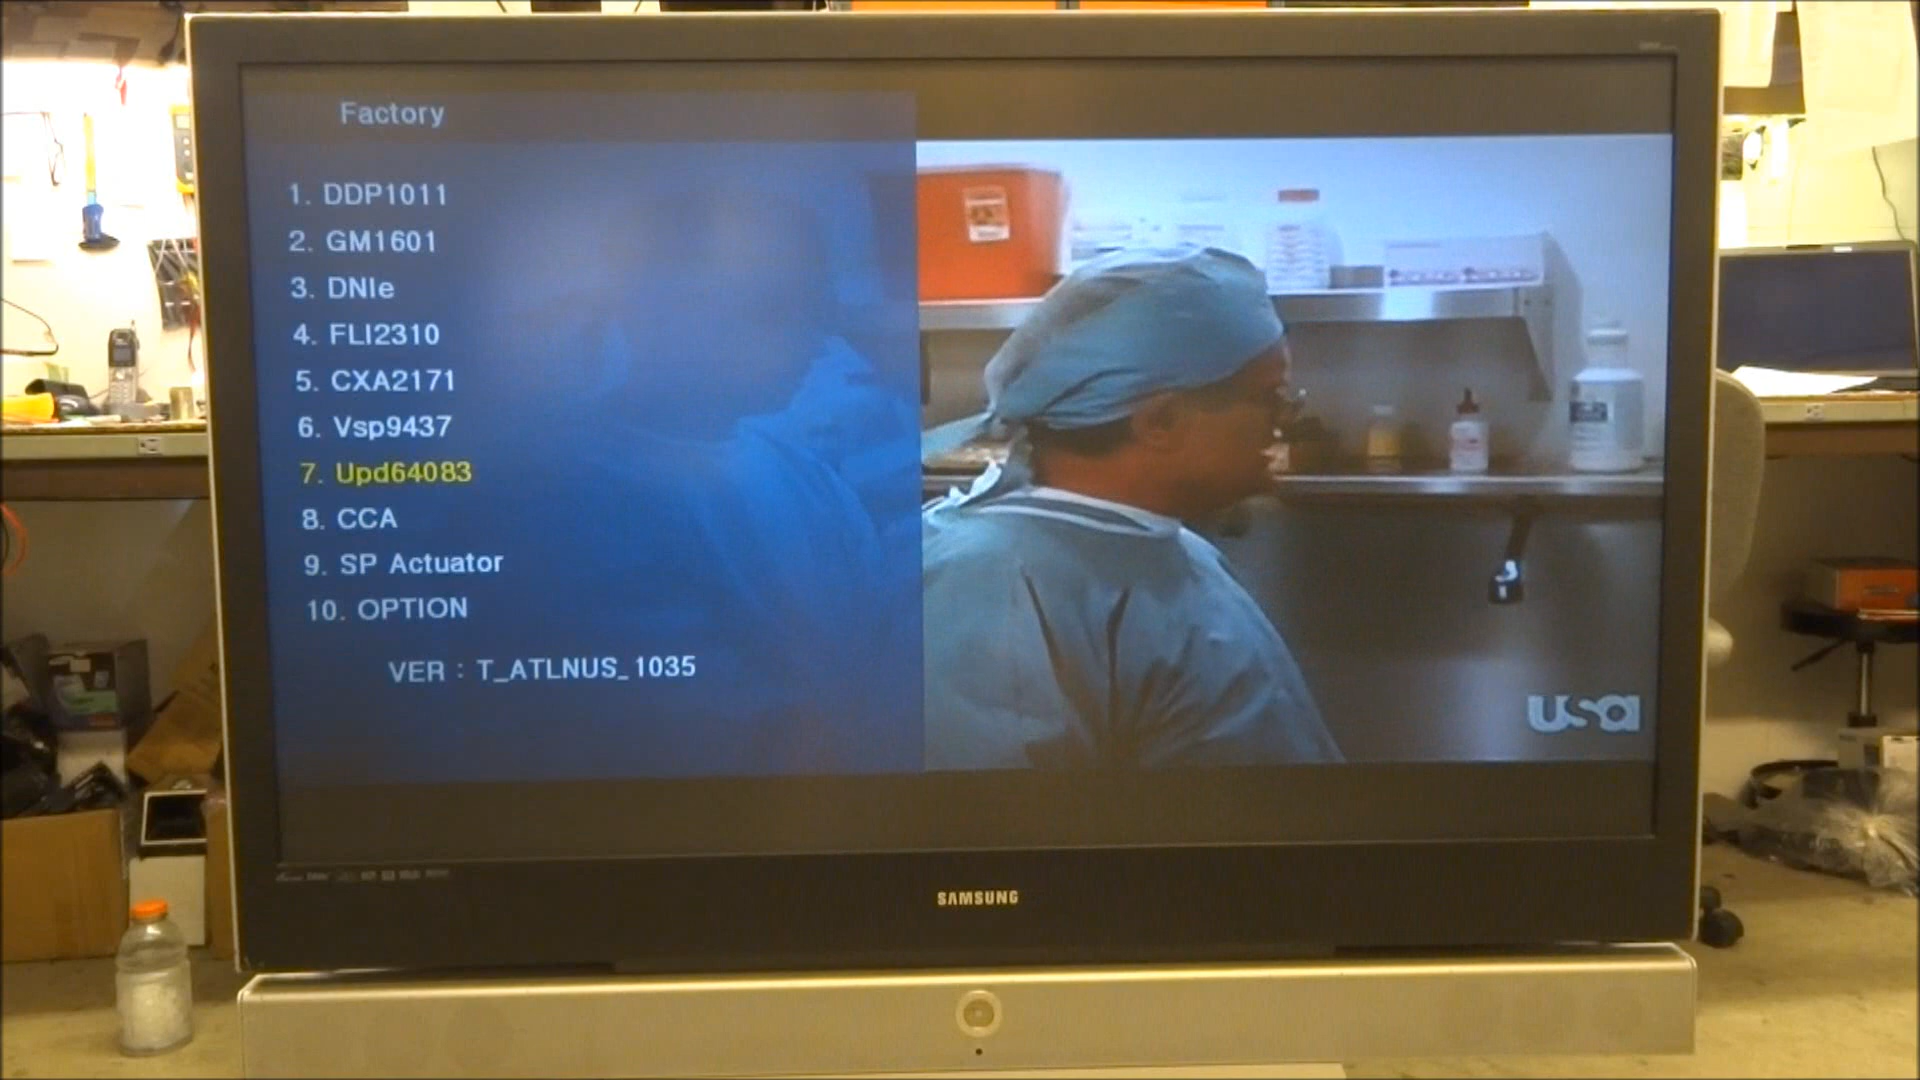 Factory
1. DDP1011
2. GM1601
3. DNIe
4. FLI2310
5. CXA2171
6. Vsp9437
7. Upd64083
8. CCA
9. SP Actuator
10. OPTION
VER : T_ATLNUS_1035
usa
SAMSUNG